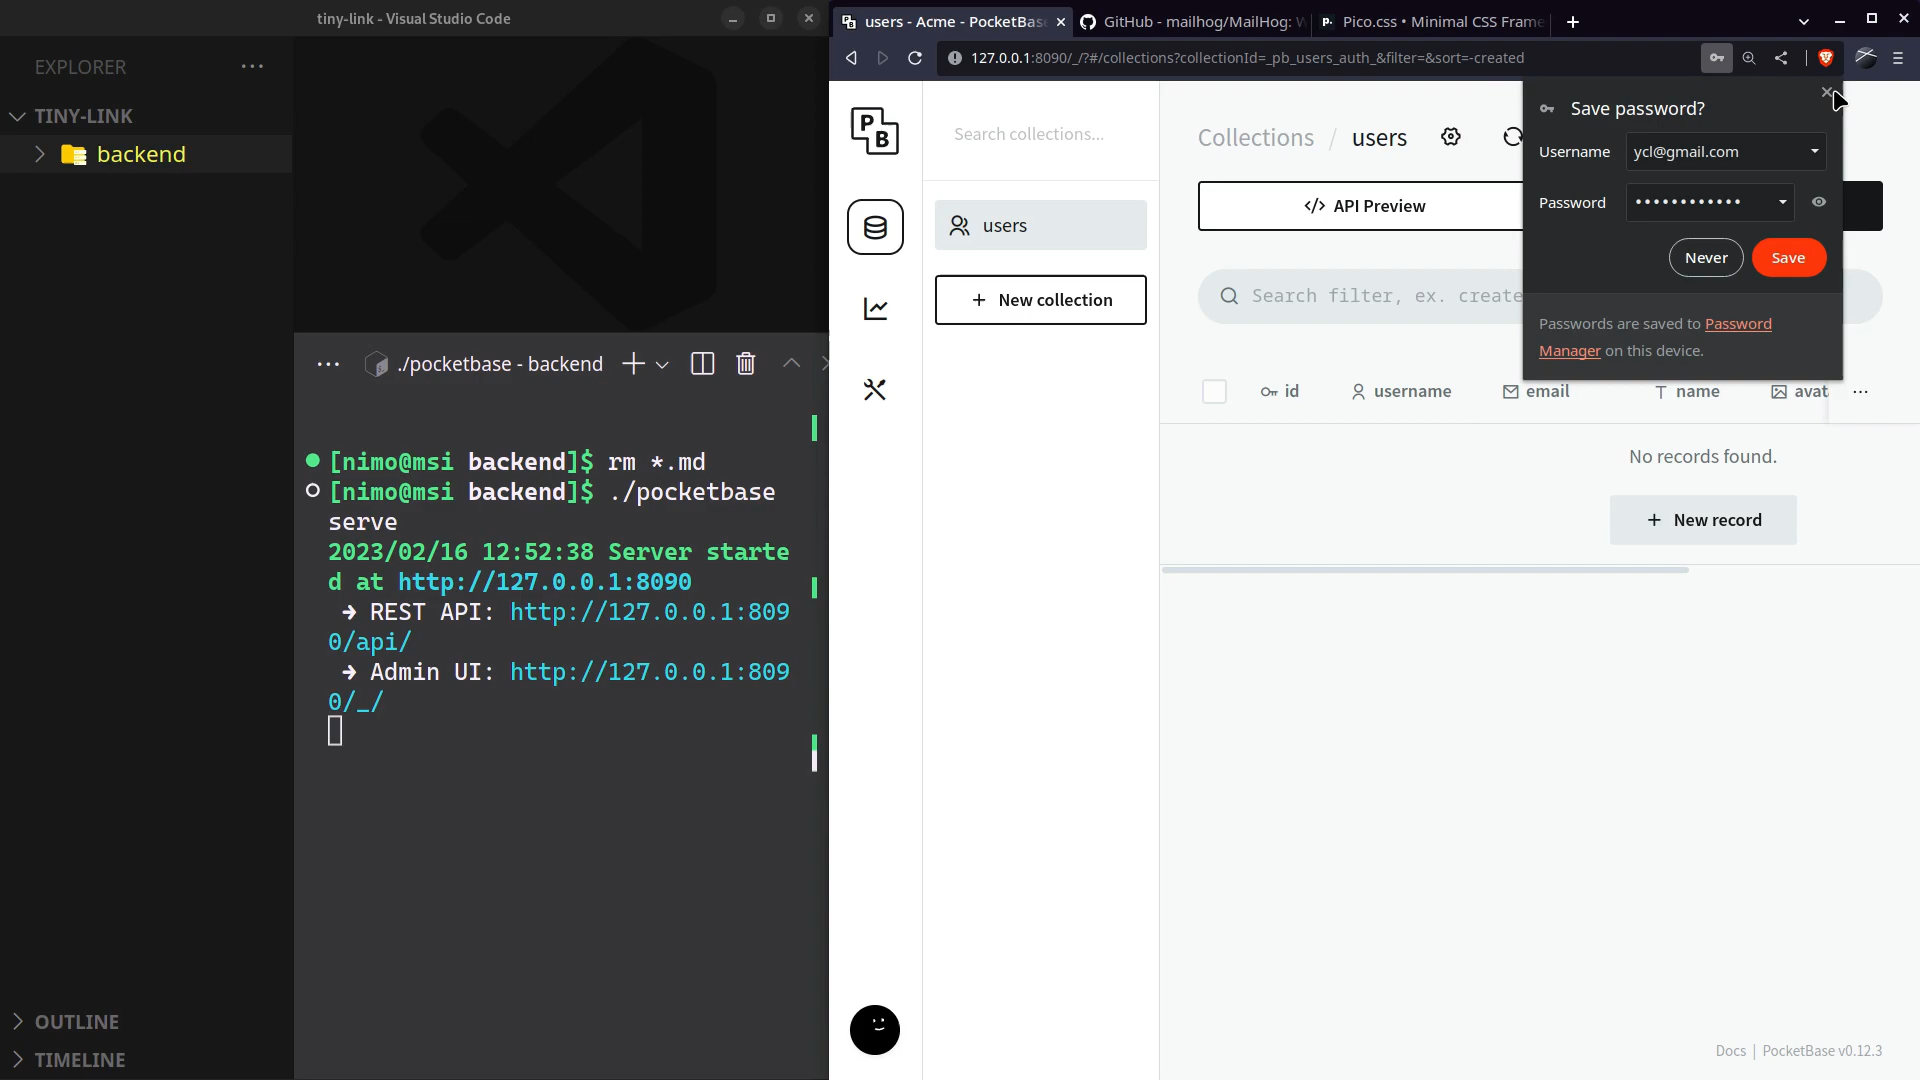 tiny-link - Visual Studio Code
EXPLORER
TINY-LINK
backend
OUTLINE
TIMELINE
./pocketbase - backend
[nimo@msi backend]$ rm *.md
[nimo@msi backend]$ ./pocketbase
serve
2023/02/16 12:52:38 Server starte
d at http://127.0.0.1:8090
➜ REST API: http://127.0.0.1:809
0/api/
➜ Admin UI: http://127.0.0.1:809
0/_/
users - Acme - PocketBase
GitHub - mailhog/MailHog: W
Pico.css • Minimal CSS Frame
127.0.0.1:8090/_/?#/collections?collectionId=_pb_users_auth_&filter=&sort=-created
PB
Search collections...
users
+ New collection
Collections / users
</> API Preview
Search filter, ex. create
id
username
email
name
avat
No records found.
+ New record
Docs | PocketBase v0.12.3
Save password?
Username
ycl@gmail.com
Password
••••••••••••
Never
Save
Passwords are saved to Password
Manager on this device.